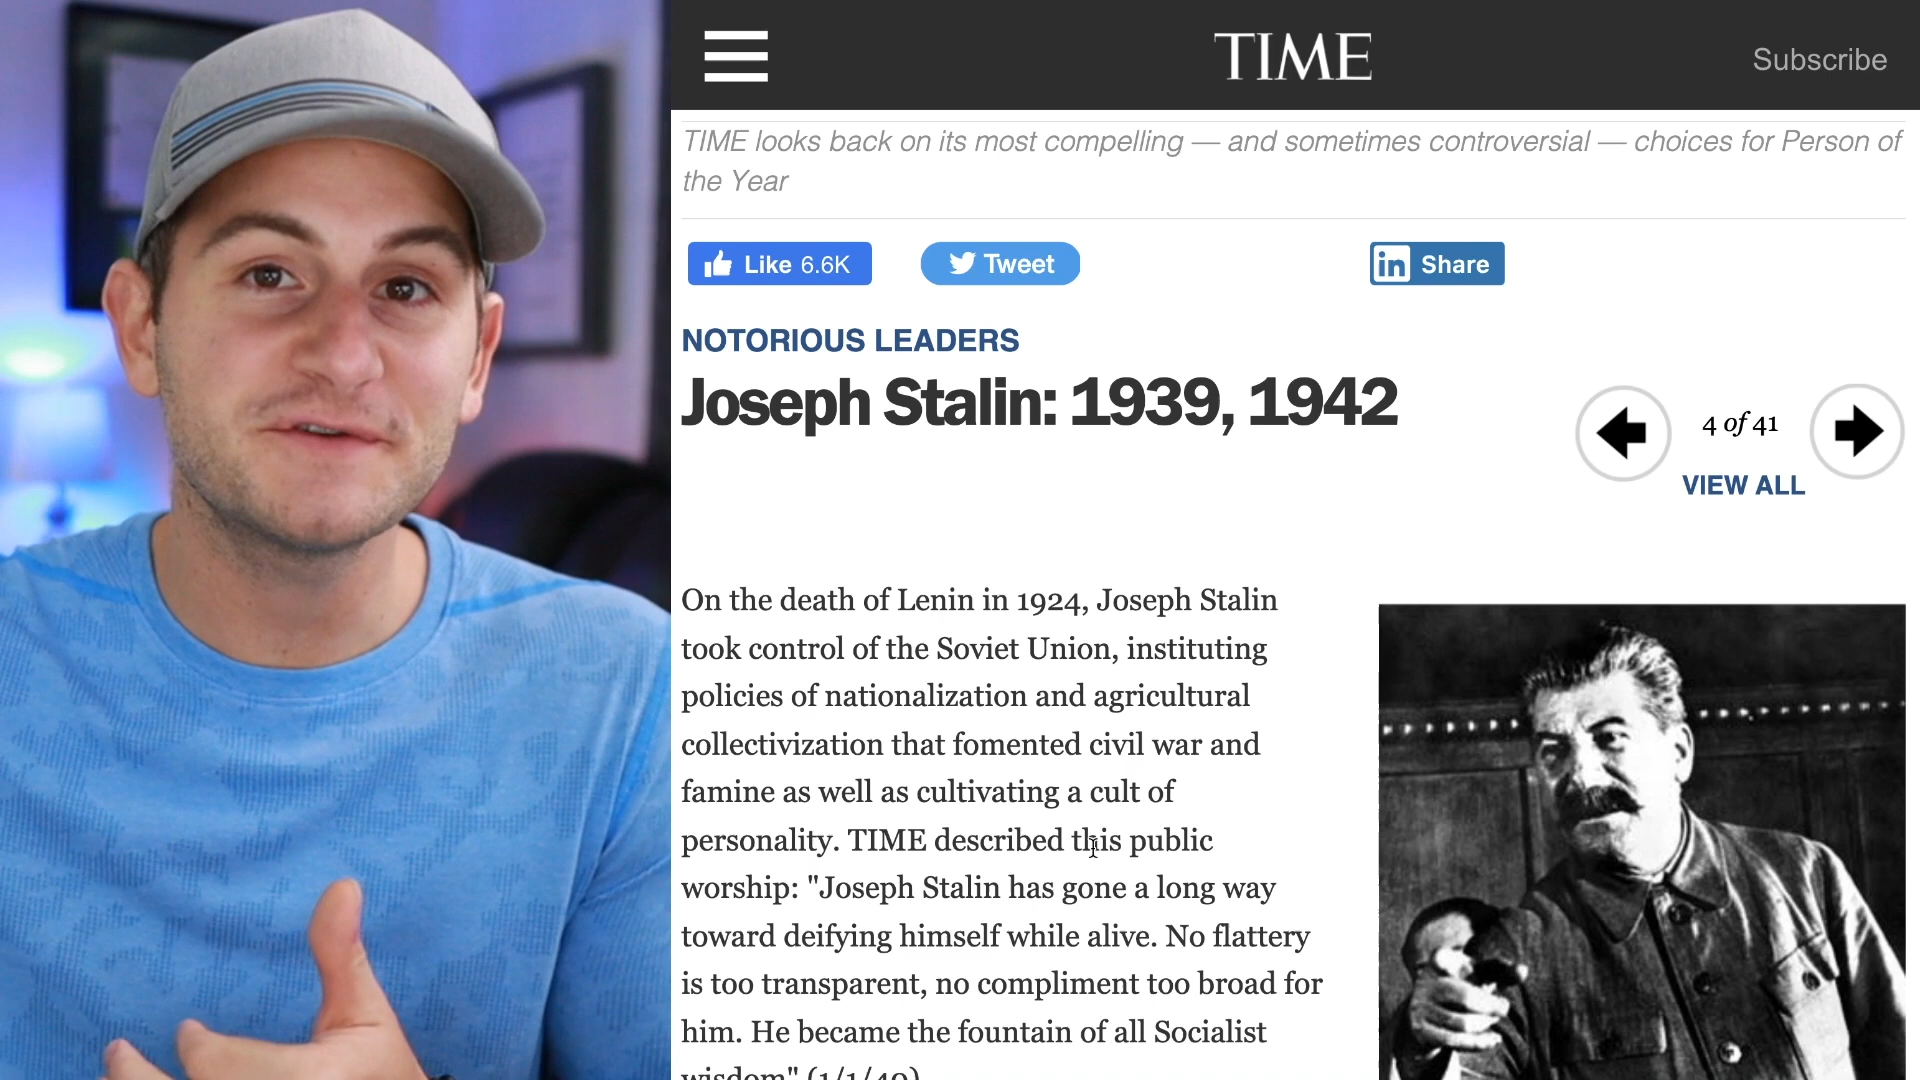 TIME
Subscribe
TIME looks back on its most compelling — and sometimes controversial — choices for Person of
the Year
Like 6.6K
Tweet
in Share
NOTORIOUS LEADERS
Joseph Stalin: 1939, 1942
4 of 41
VIEW ALL
On the death of Lenin in 1924, Joseph Stalin
took control of the Soviet Union, instituting
policies of nationalization and agricultural
collectivization that fomented civil war and
famine as well as cultivating a cult of
personality. TIME described this public
worship: "Joseph Stalin has gone a long way
toward deifying himself while alive. No flattery
is too transparent, no compliment too broad for
him. He became the fountain of all Socialist
wisdom" (1/1/40)